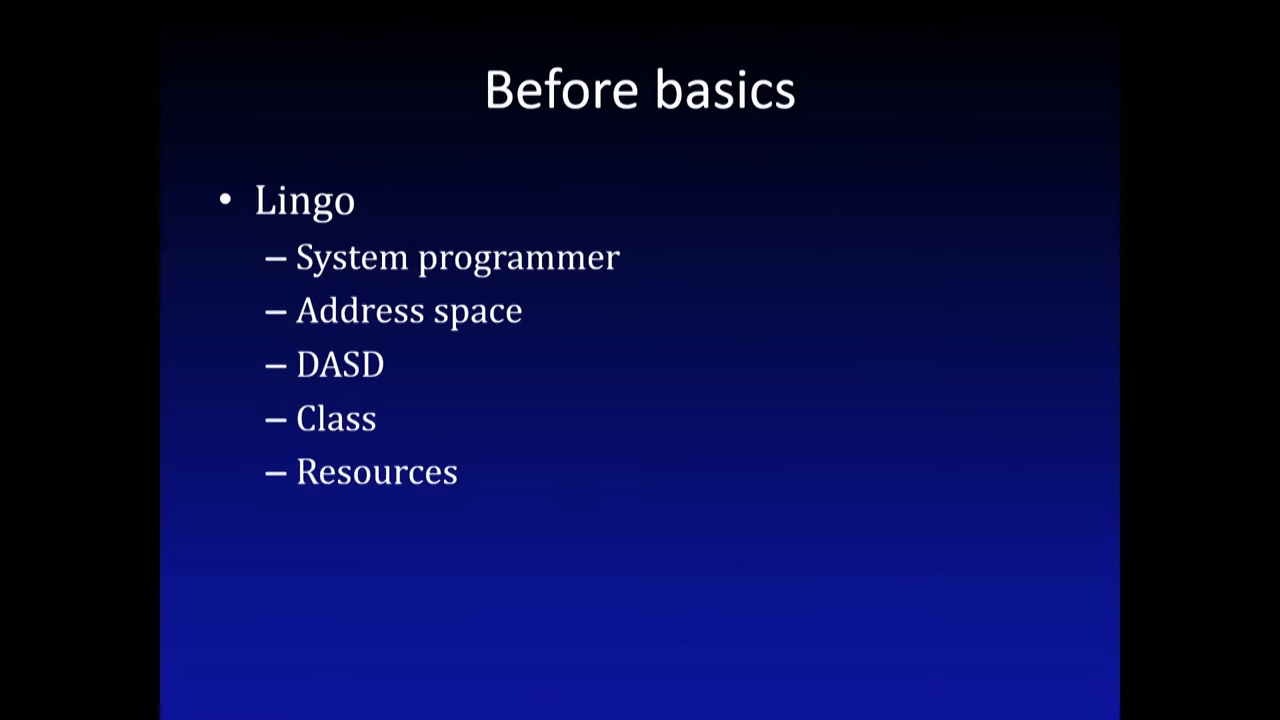 Before basics
• Lingo
– System programmer
– Address space
– DASD
– Class
– Resources